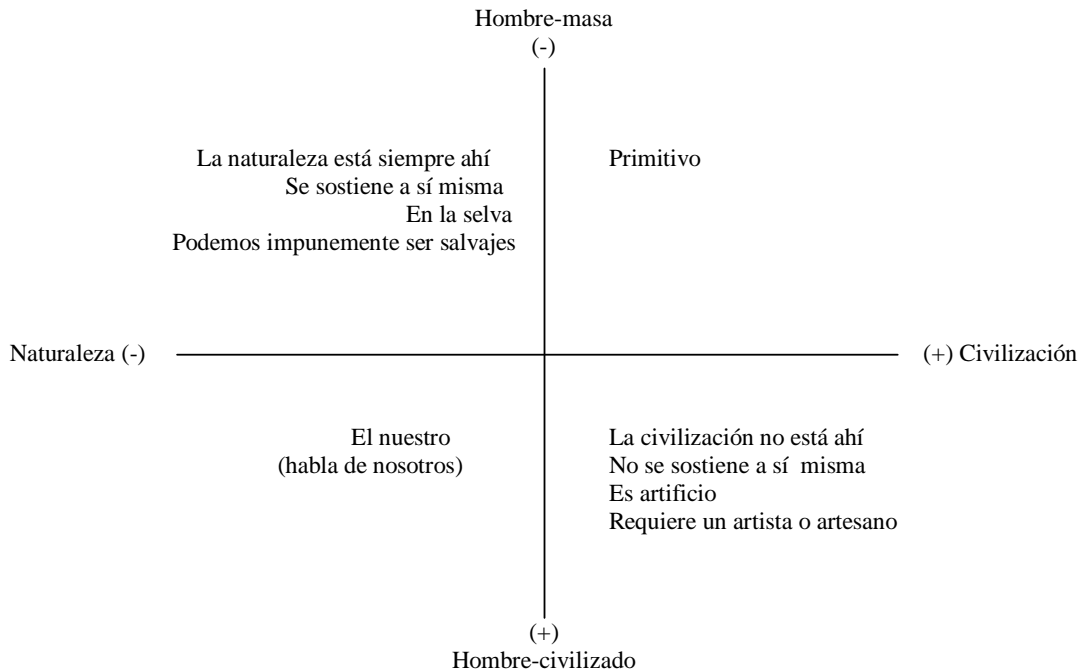 Hombre-masa
(-)
La naturaleza está siempre ahí
Se sostiene a sí misma
En la selva
Podemos impunemente ser salvajes
Primitivo
Naturaleza (-)
(+) Civilización
El nuestro
(habla de nosotros)
La civilización no está ahí
No se sostiene a sí misma
Es artificio
Requiere un artista o artesano
(+)
Hombre-civilizado